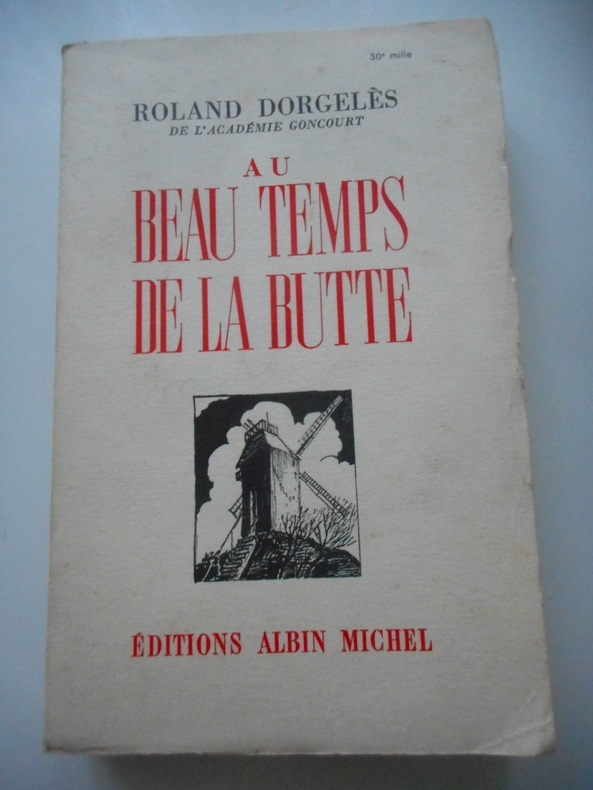 30e mille
ROLAND DORGELÈS
DE L'ACADÉMIE GONCOURT
AU
BEAU TEMPS
DE LA BUTTE
ÉDITIONS ALBIN MICHEL